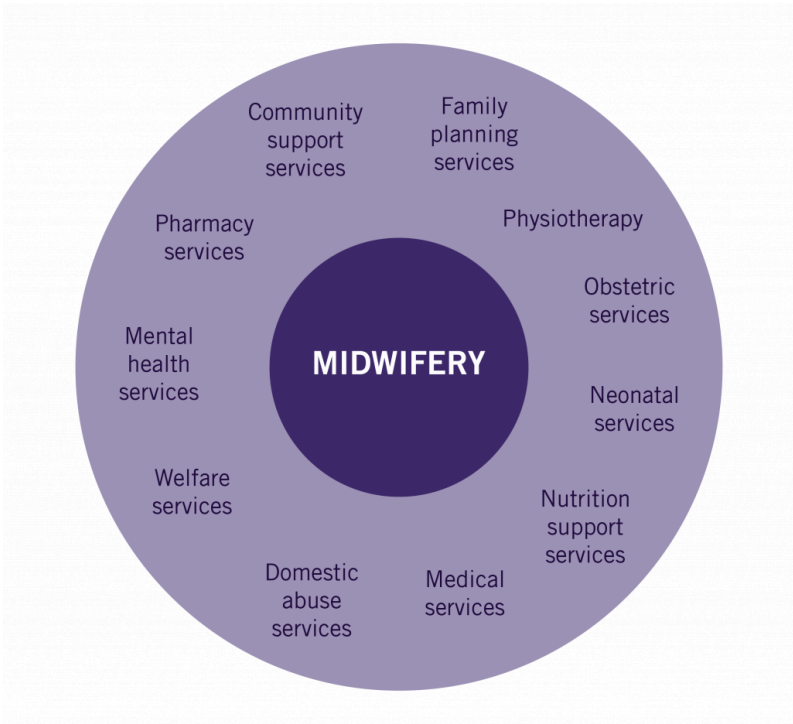 Community
support
services
Family
planning
services
Physiotherapy
Obstetric
services
Neonatal
services
Nutrition
support
services
Medical
services
Domestic
abuse
services
Welfare
services
Mental
health
services
Pharmacy
services
MIDWIFERY